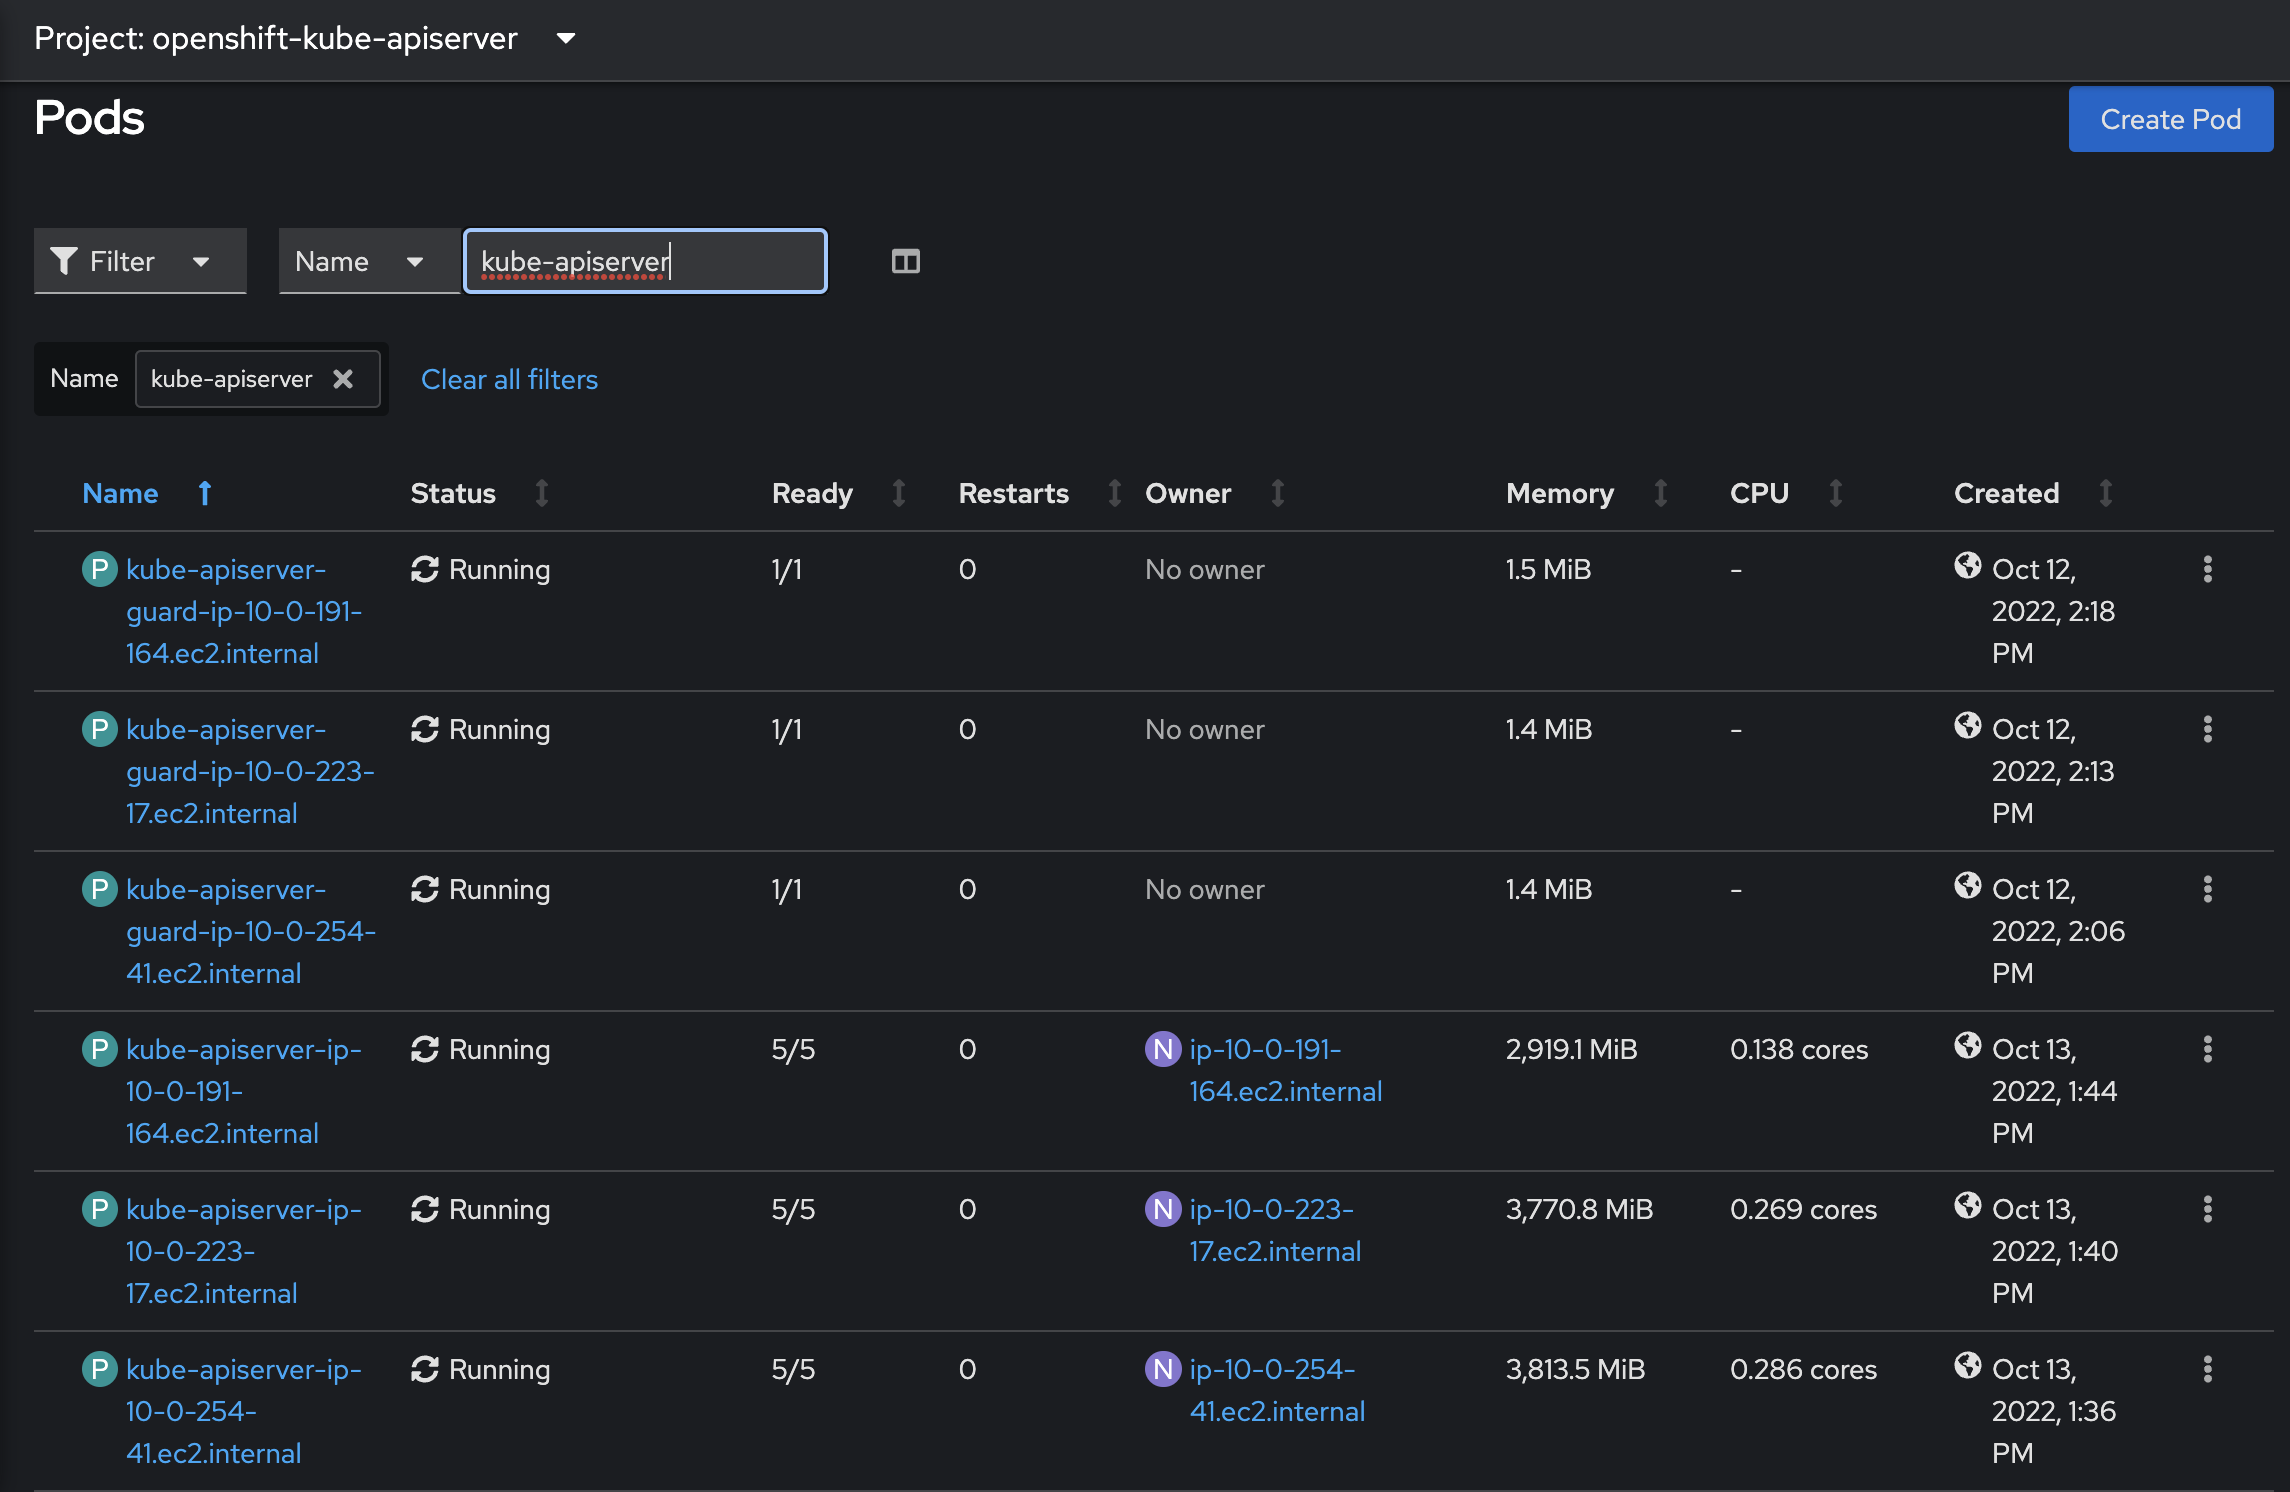 Project: openshift-kube-apiserver
Pods
Create Pod
Filter
Name
kube-apiserver
Name
kube-apiserver
Clear all filters
Name Status Ready Restarts Owner Memory CPU Created
P kube-apiserver- Running 1/1 0 No owner 1.5 MiB - Oct 12,
guard-ip-10-0-191- 2022, 2:18
164.ec2.internal PM
P kube-apiserver- Running 1/1 0 No owner 1.4 MiB - Oct 12,
guard-ip-10-0-223- 2022, 2:13
17.ec2.internal PM
P kube-apiserver- Running 1/1 0 No owner 1.4 MiB - Oct 12,
guard-ip-10-0-254- 2022, 2:06
41.ec2.internal PM
P kube-apiserver-ip- Running 5/5 0 N ip-10-0-191- 2,919.1 MiB 0.138 cores Oct 13,
10-0-191- 164.ec2.internal 2022, 1:44
164.ec2.internal PM
P kube-apiserver-ip- Running 5/5 0 N ip-10-0-223- 3,770.8 MiB 0.269 cores Oct 13,
10-0-223- 17.ec2.internal 2022, 1:40
17.ec2.internal PM
P kube-apiserver-ip- Running 5/5 0 N ip-10-0-254- 3,813.5 MiB 0.286 cores Oct 13,
10-0-254- 41.ec2.internal 2022, 1:36
41.ec2.internal PM